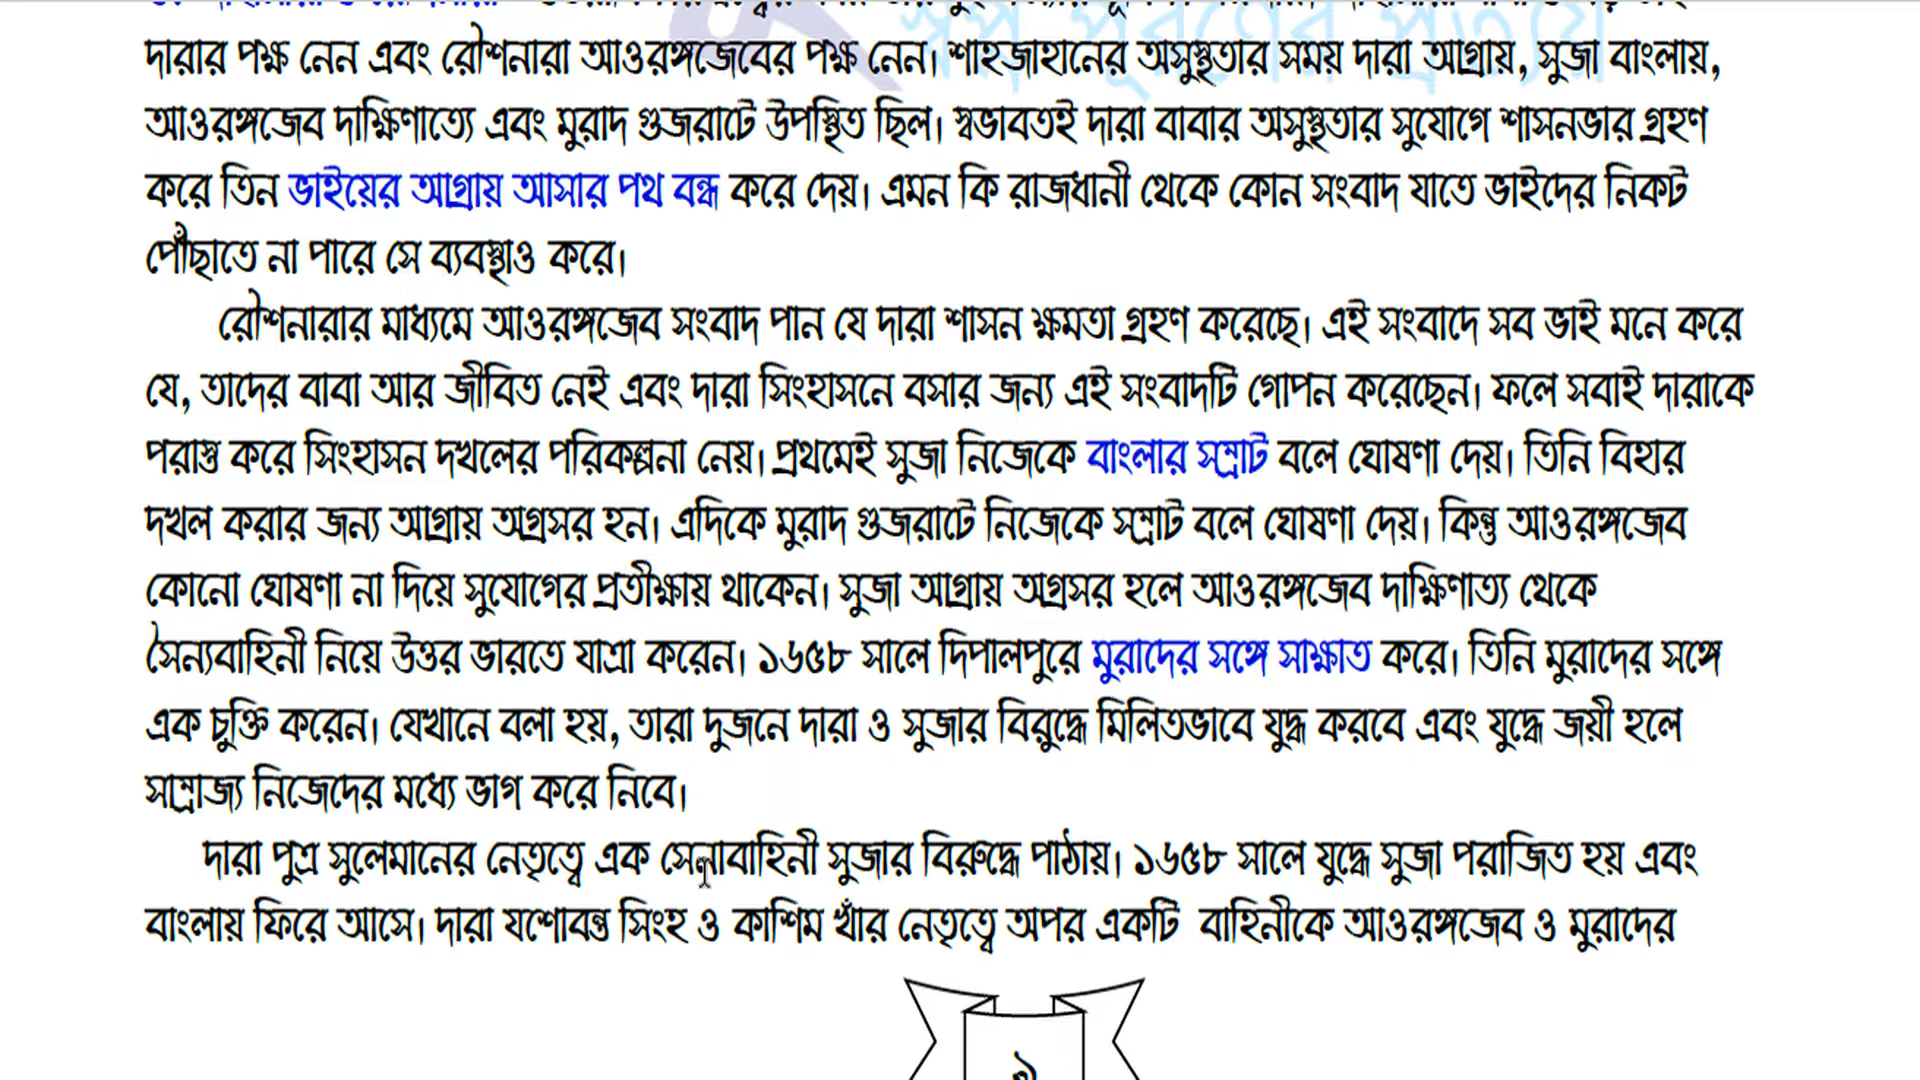 স্বপ্ন পূরণের প্রত্যয়ে
দারার পক্ষ নেন এবং রৌশনারা আওরঙ্গজেবের পক্ষ নেন। শাহজাহানের অসুস্থতার সময় দারা আগ্রায়, সুজা বাংলায়,
আওরঙ্গজেব দাক্ষিণাত্যে এবং মুরাদ গুজরাটে উপস্থিত ছিল। স্বভাবতই দারা বাবার অসুস্থতার সুযোগে শাসনভার গ্রহণ
করে তিন ভাইয়ের আগ্রায় আসার পথ বন্ধ করে দেয়। এমন কি রাজধানী থেকে কোন সংবাদ যাতে ভাইদের নিকট
পৌঁছাতে না পারে সে ব্যবস্থাও করে।
রৌশনারার মাধ্যমে আওরঙ্গজেব সংবাদ পান যে দারা শাসন ক্ষমতা গ্রহণ করেছে। এই সংবাদে সব ভাই মনে করে
যে, তাদের বাবা আর জীবিত নেই এবং দারা সিংহাসনে বসার জন্য এই সংবাদটি গোপন করেছেন। ফলে সবাই দারাকে
পরাস্ত করে সিংহাসন দখলের পরিকল্পনা নেয়। প্রথমেই সুজা নিজেকে বাংলার সম্রাট বলে ঘোষণা দেয়। তিনি বিহার
দখল করার জন্য আগ্রায় অগ্রসর হন। এদিকে মুরাদ গুজরাটে নিজেকে সম্রাট বলে ঘোষণা দেয়। কিন্তু আওরঙ্গজেব
কোনো ঘোষণা না দিয়ে সুযোগের প্রতীক্ষায় থাকেন। সুজা আগ্রায় অগ্রসর হলে আওরঙ্গজেব দাক্ষিণাত্য থেকে
সৈন্যবাহিনী নিয়ে উত্তর ভারতে যাত্রা করেন। ১৬৫৮ সালে দিপালপুরে মুরাদের সঙ্গে সাক্ষাত করে। তিনি মুরাদের সঙ্গে
এক চুক্তি করেন। যেখানে বলা হয়, তারা দুজনে দারা ও সুজার বিরুদ্ধে মিলিতভাবে যুদ্ধ করবে এবং যুদ্ধে জয়ী হলে
সাম্রাজ্য নিজেদের মধ্যে ভাগ করে নিবে।
দারা পুত্র সুলেমানের নেতৃত্বে এক সেনাবাহিনী সুজার বিরুদ্ধে পাঠায়। ১৬৫৮ সালে যুদ্ধে সুজা পরাজিত হয় এবং
বাংলায় ফিরে আসে। দারা যশোবন্ত সিংহ ও কাশিম খাঁর নেতৃত্বে অপর একটি বাহিনীকে আওরঙ্গজেব ও মুরাদের